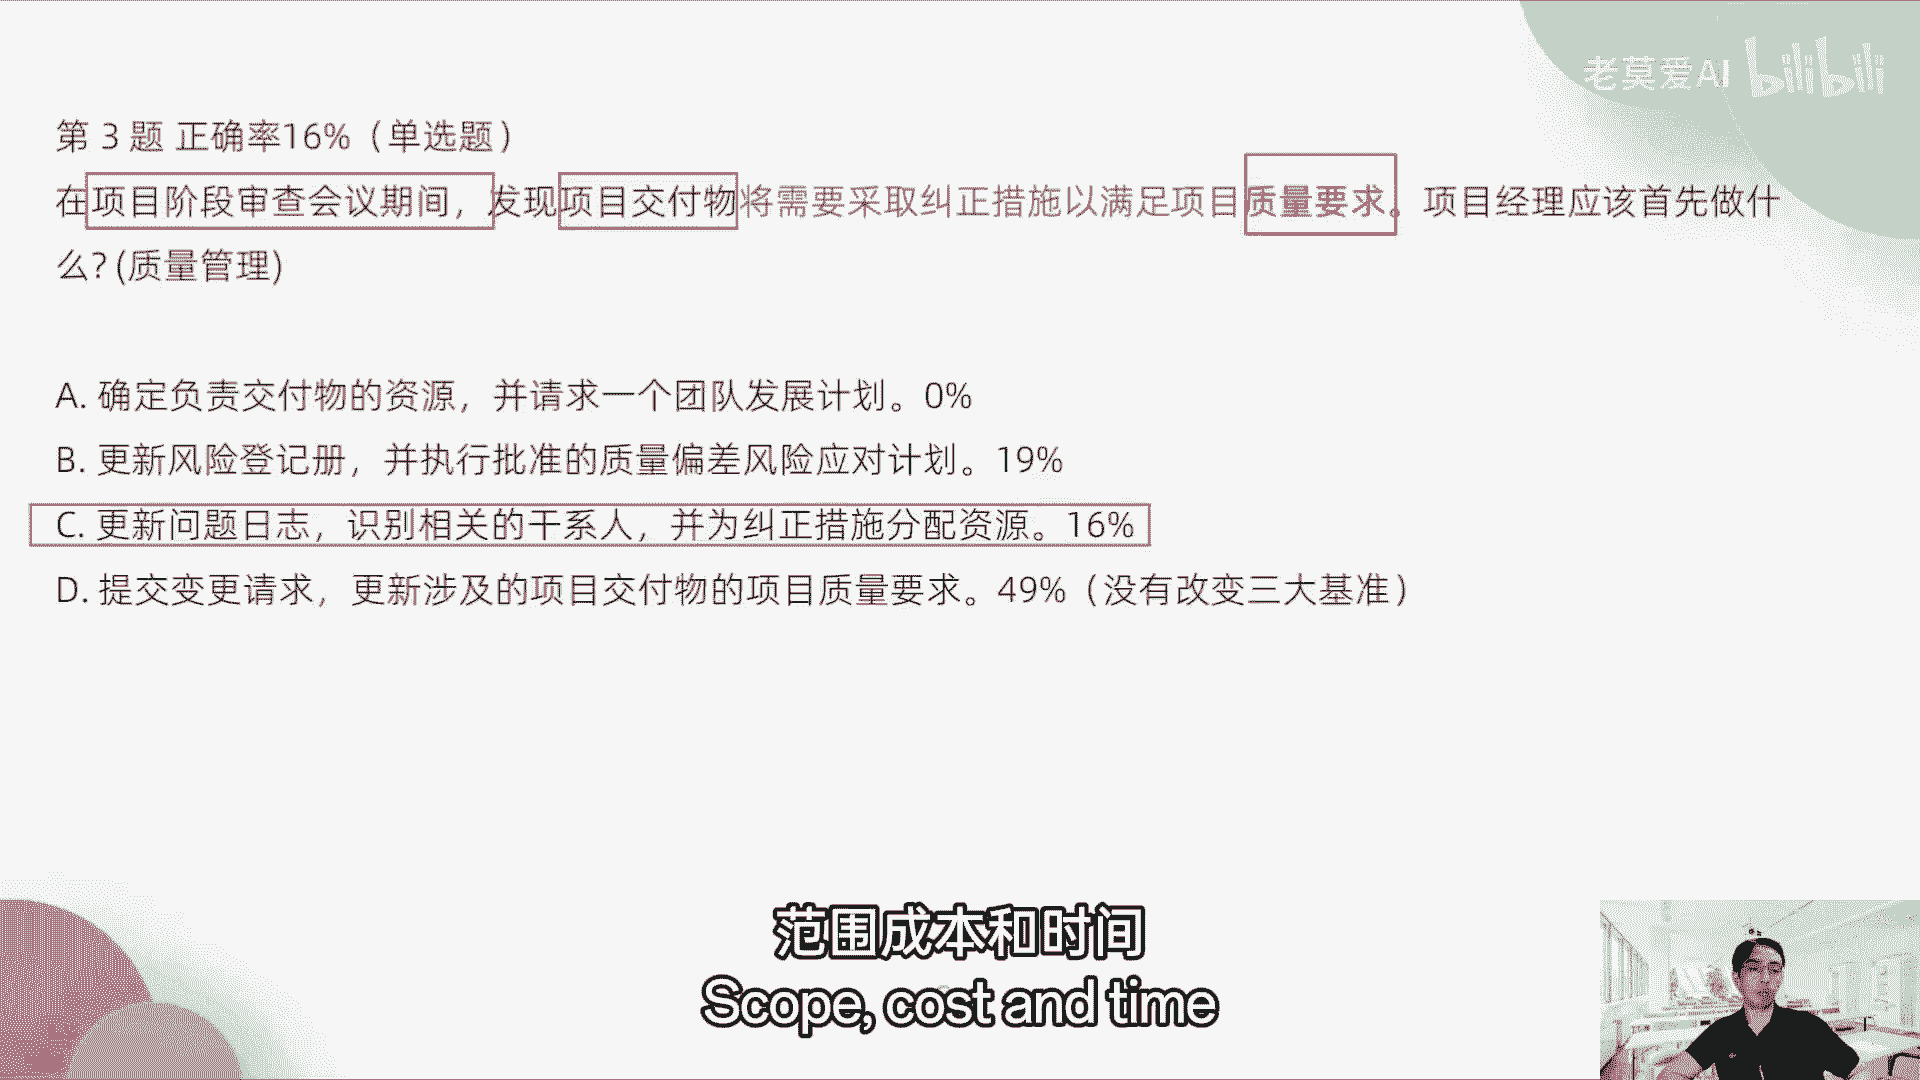 老莫爱AI bilibili
第 3 题 正确率16%（单选题）
在项目阶段审查会议期间，发现项目交付物将需要采取纠正措施以满足项目质量要求。项目经理应该首先做什
么? (质量管理)
A. 确定负责交付物的资源，并请求一个团队发展计划。0%
B. 更新风险登记册，并执行批准的质量偏差风险应对计划。19%
C. 更新问题日志，识别相关的干系人，并为纠正措施分配资源。16%
D. 提交变更请求，更新涉及的项目交付物的项目质量要求。49%（没有改变三大基准）
范围成本和时间
Scope, cost and time